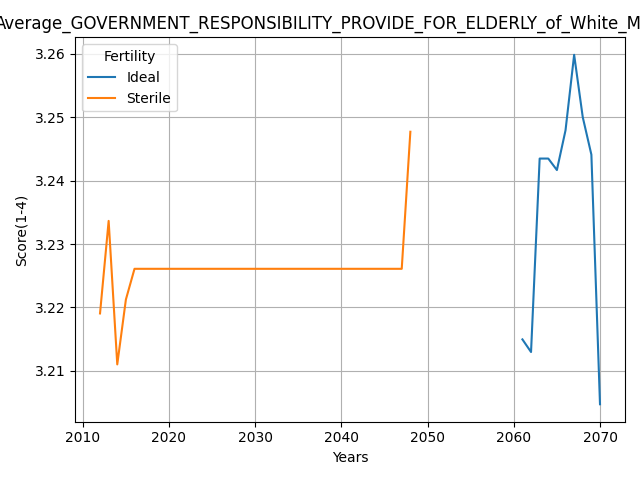 Average_GOVERNMENT_RESPONSIBILITY_PROVIDE_FOR_ELDERLY_of_White_M
Fertility
Ideal
Sterile
3.26
3.25
3.24
3.23
3.22
3.21
Score(1-4)
2010 2020 2030 2040 2050 2060 2070
Years